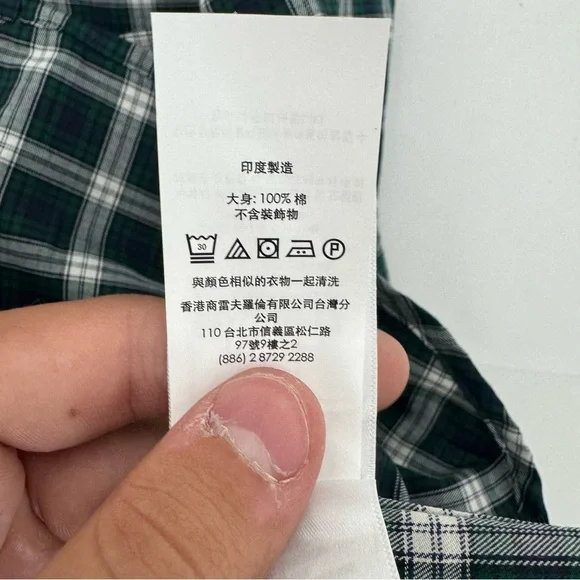 印度製造
大身: 100% 棉
不含裝飾物
30
P
與顏色相似的衣物一起清洗
香港商雷夫羅倫有限公司台灣分
公司
110 台北市信義區松仁路
97號9樓之2
(886) 2 8729 2288